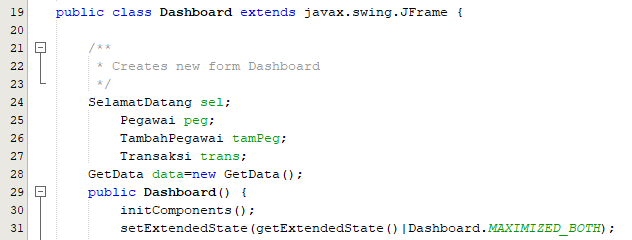 19 public class Dashboard extends javax.swing.JFrame {
20
21 /**
22 * Creates new form Dashboard
23 */
24 SelamatDatang sel;
25 Pegawai peg;
26 TambahPegawai tamPeg;
27 Transaksi trans;
28 GetData data=new GetData();
29 public Dashboard() {
30 initComponents();
31 setExtendedState(getExtendedState()|Dashboard.MAXIMIZED_BOTH);